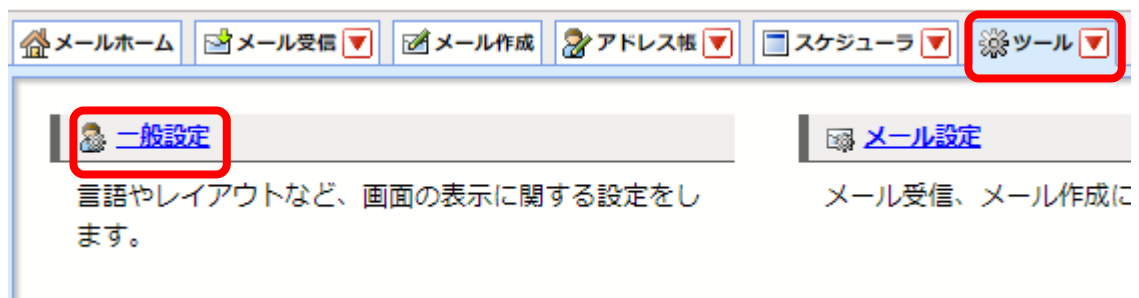 メールホーム メール受信 メール作成 アドレス帳 スケジューラ ツール
一般設定
言語やレイアウトなど、画面の表示に関する設定をし
ます。
メール設定
メール受信、メール作成に